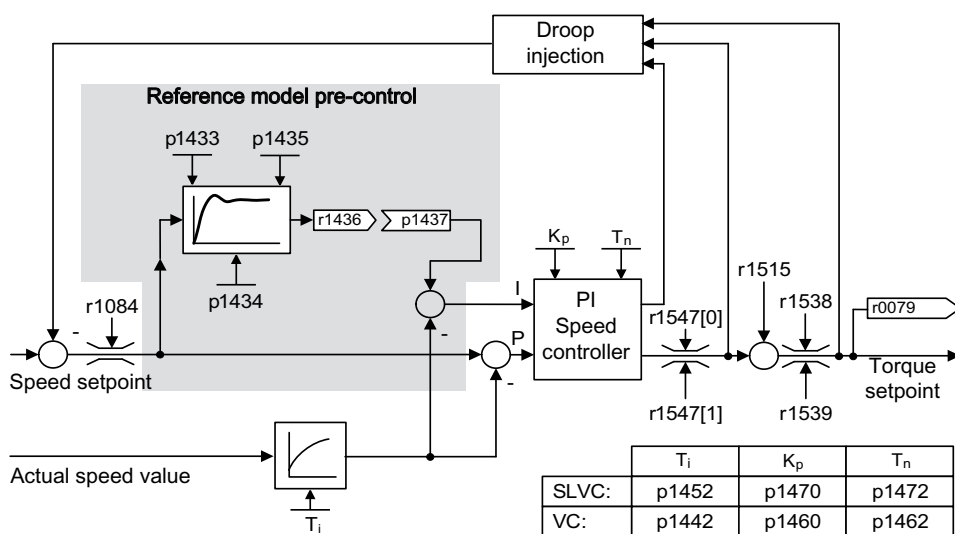 Droop
injection
Reference model pre-control
p1433
p1435
r1436
p1437
p1434
Kp
Tn
r1084
-
-
I
P
-
PI
Speed
controller
r1547[0]
r1547[1]
r1515
r1538
r1539
r0079
Speed setpoint
Torque
setpoint
Actual speed value
Ti
Ti Kp Tn
SLVC: p1452 p1470 p1472
VC: p1442 p1460 p1462